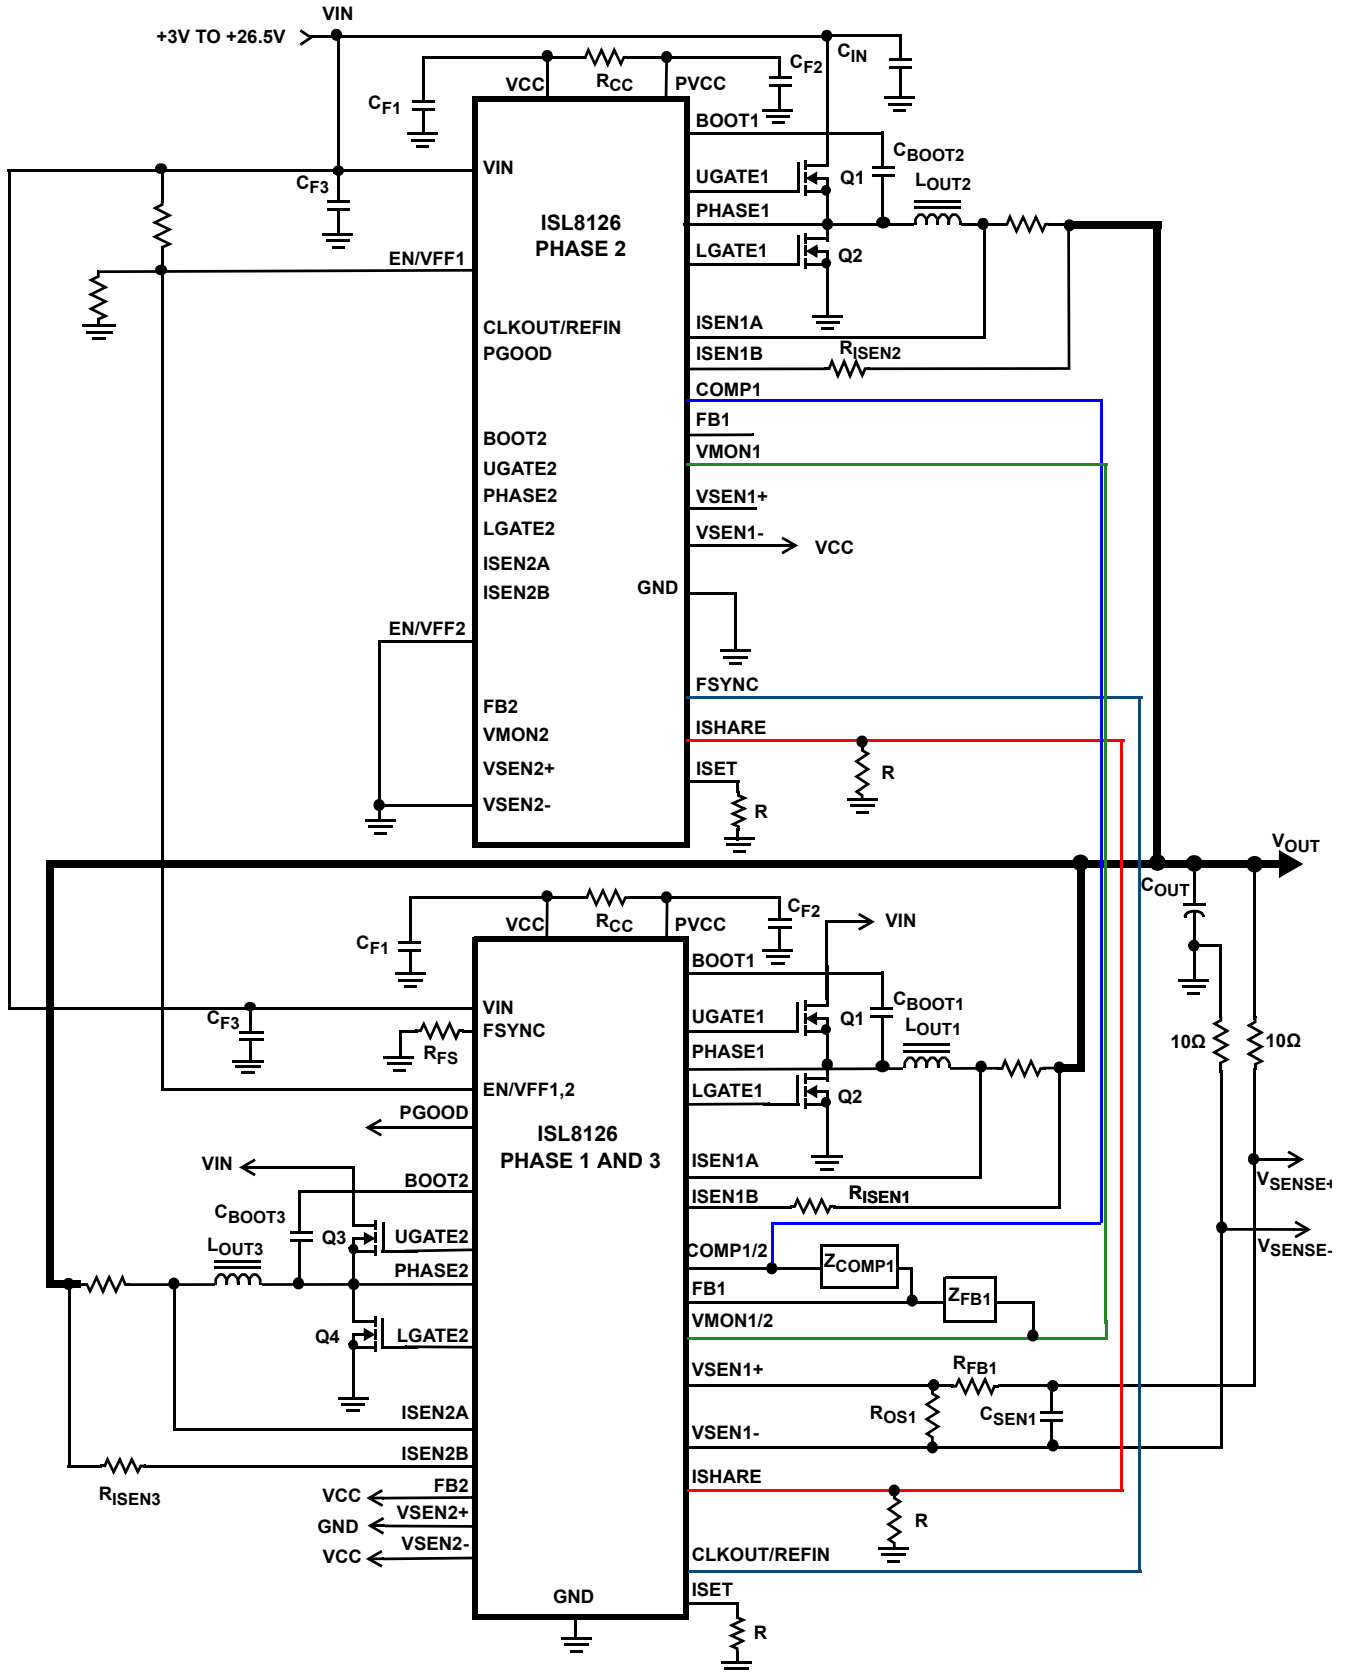 VIN
+3V TO +26.5V
CF1
VCC
RCC
PVCC
CF2
CIN
BOOT1
CBOOT2
LOUT2
VIN
CF3
UGATE1
Q1
ISL8126
PHASE 2
PHASE1
EN/VFF1
LGATE1
Q2
CLKOUT/REFIN
PGOOD
ISEN1A
ISEN1B
RISEN2
COMP1
FB1
BOOT2
VMON1
UGATE2
PHASE2
VSEN1+
LGATE2
VSEN1-
VCC
ISEN2A
ISEN2B
GND
EN/VFF2
FSYNC
FB2
ISHARE
VMON2
VSEN2+
ISET
R
VSEN2-
R
VOUT
COUT
CF1
VCC
RCC
PVCC
CF2
VIN
BOOT1
CBOOT1
LOUT1
VIN
CF3
FSYNC
RFS
UGATE1
Q1
PHASE1
10Ω
10Ω
EN/VFF1,2
LGATE1
Q2
PGOOD
ISL8126
PHASE 1 AND 3
VIN
ISEN1A
VSENSE+
BOOT2
ISEN1B
RISEN1
CBOOT3
Q3
UGATE2
LOUT3
VSENSE-
COMP1/2
ZCOMP1
PHASE2
FB1
ZFB1
VMON1/2
Q4
LGATE2
VSEN1+
RFB1
ISEN2A
ROS1
CSEN1
VSEN1-
ISEN2B
RISEN3
FB2
VCC
ISHARE
VSEN2+
GND
R
VSEN2-
VCC
CLKOUT/REFIN
GND
ISET
R